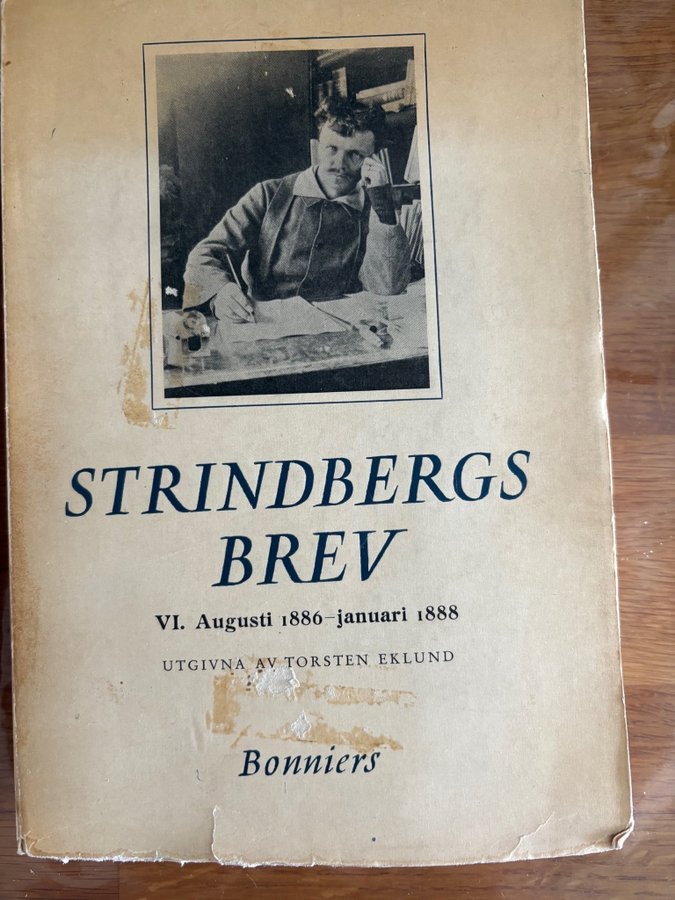 STRINDBERGS
BREV
VI. Augusti 1886–januari 1888
UTGIVNA AV TORSTEN EKLUND
Bonniers